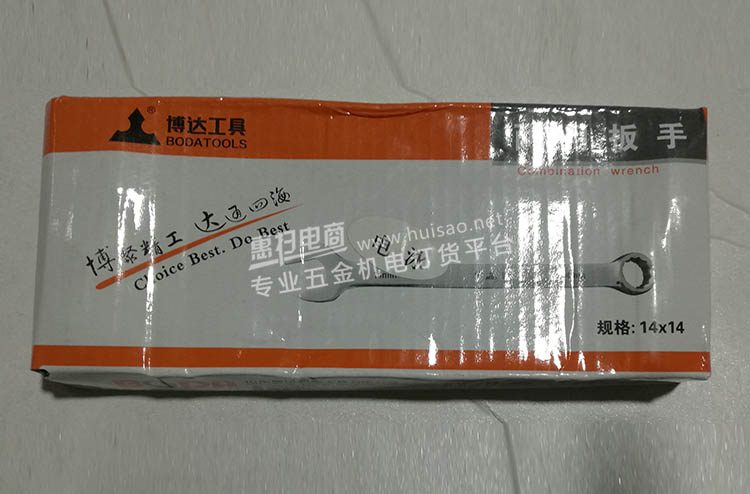 博达工具
®
BODATOOLS
扳手
Combination wrench
博聚精工 达通四海
Choice Best. Do Best
惠扫电商
www.huisao.net
专业五金机电订货平台
规格: 14x14